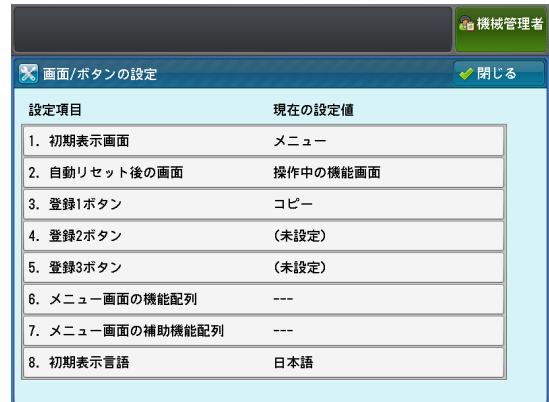 機械管理者
画面/ボタンの設定 閉じる
設定項目 現在の設定値
1. 初期表示画面 メニュー
2. 自動リセット後の画面 操作中の機能画面
3. 登録1ボタン コピー
4. 登録2ボタン (未設定)
5. 登録3ボタン (未設定)
6. メニュー画面の機能配列 ---
7. メニュー画面の補助機能配列 ---
8. 初期表示言語 日本語